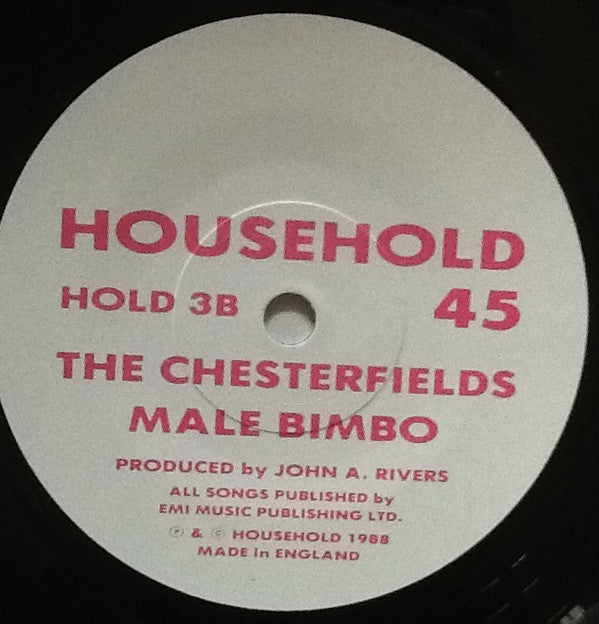 HOUSEHOLD
HOLD 3B 45
THE CHESTERFIELDS
MALE BIMBO
PRODUCED by JOHN A. RIVERS
ALL SONGS PUBLISHED by
EMI MUSIC PUBLISHING LTD.
℗ & © HOUSEHOLD 1988
MADE in ENGLAND